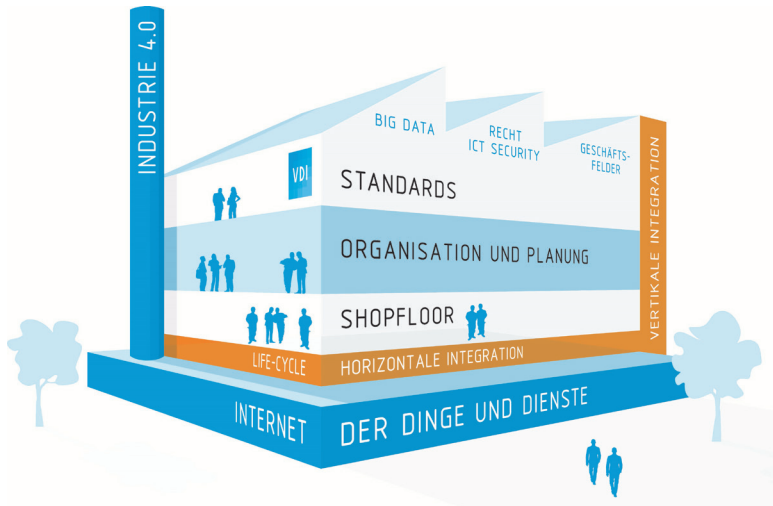 INDUSTRIE 4.0
BIG DATA
RECHT
ICT SECURITY
GESCHÄFTS-
FELDER
VDI
STANDARDS
ORGANISATION UND PLANUNG
SHOPFLOOR
VERTIKALE INTEGRATION
LIFE-CYCLE
HORIZONTALE INTEGRATION
INTERNET
DER DINGE UND DIENSTE